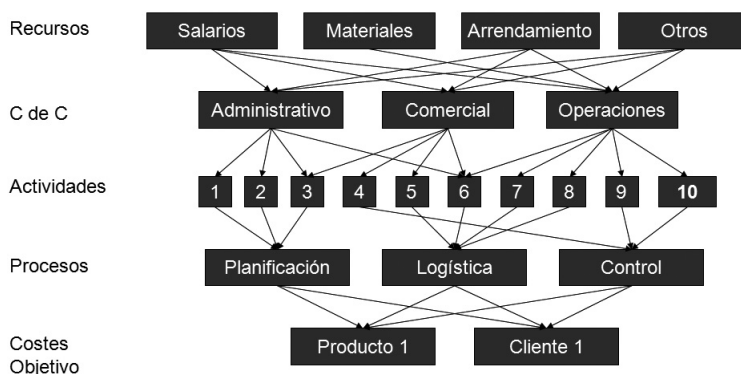 Recursos Salarios Materiales Arrendamiento Otros
C de C Administrativo Comercial Operaciones
Actividades 1 2 3 4 5 6 7 8 9 10
Procesos Planificación Logística Control
Costes
Objetivo Producto 1 Cliente 1